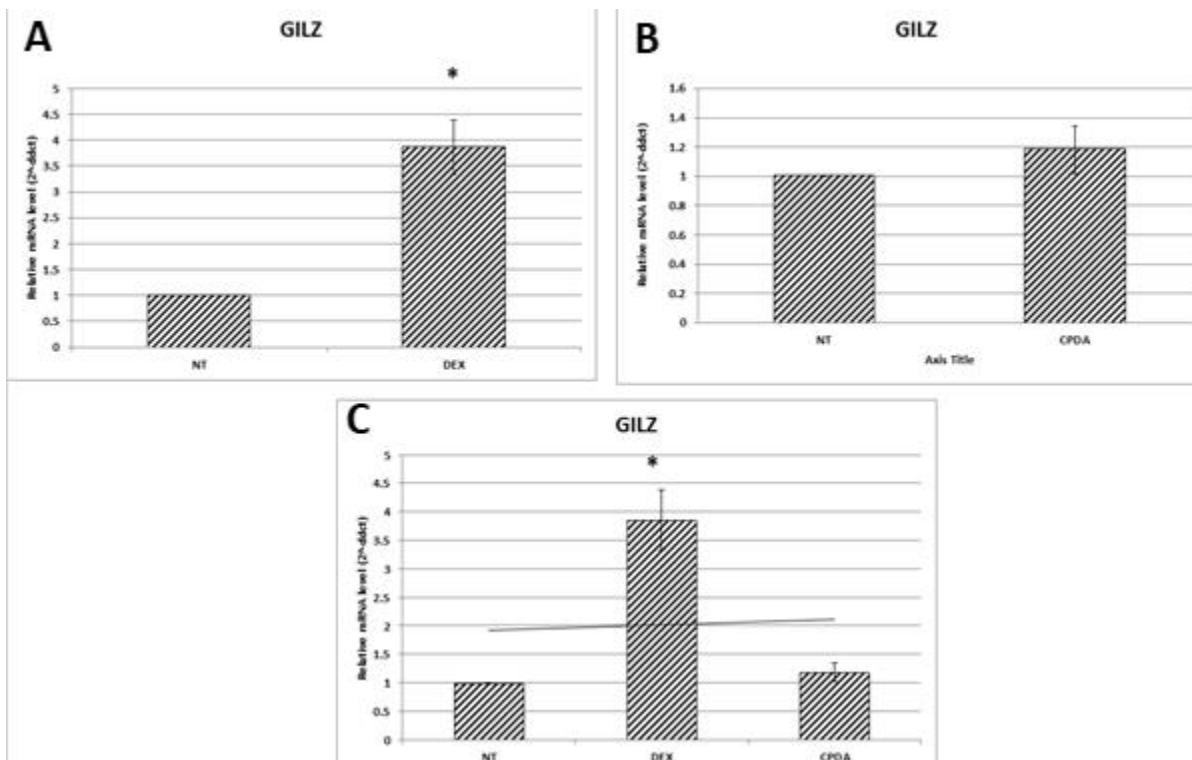 A
GILZ
*
Relative mRNA level (2^-ddct)
5
4.5
4
3.5
3
2.5
2
1.5
1
0.5
0
NT DEX
B
GILZ
Relative mRNA level (2^-ddct)
1.6
1.4
1.2
1
0.8
0.6
0.4
0.2
0
NT CPDA
Axis Title
C
GILZ
*
Relative mRNA level (2^-ddct)
5
4.5
4
3.5
3
2.5
2
1.5
1
0.5
0
NT DEX CPDA